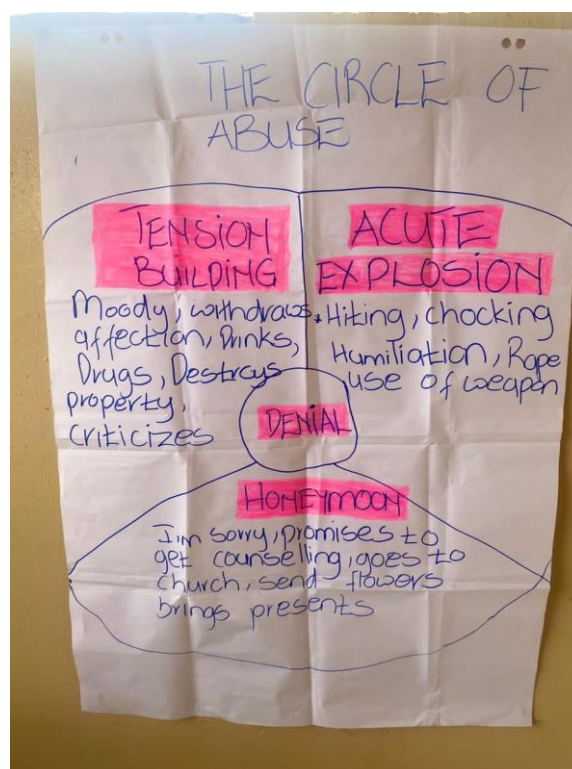 THE CIRCLE OF
ABUSE
TENSION
BUILDING
Moody, withdraws
affection, Drinks,
Drugs, Destroys
property,
criticizes
ACUTE
EXPLOSION
Hiting, chocking
Humiliation, Rape
use of weapon
DENIAL
HONEYMOON
I'm sorry, promises to
get counselling, goes to
church, send flowers
brings presents